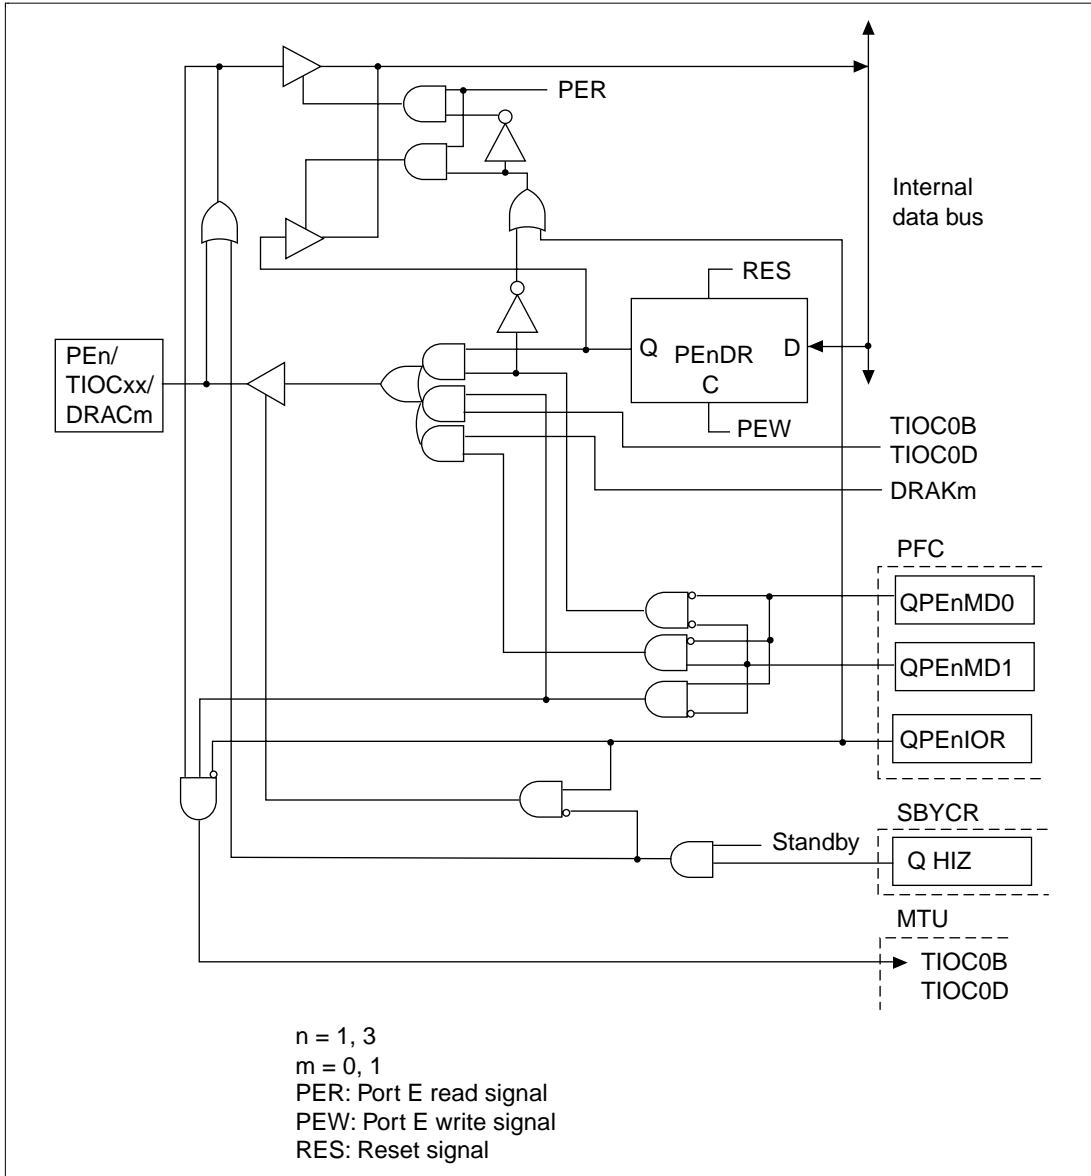 PER
Internal
data bus
RES
PEn/
TIOCxx/
DRACm
Q
PEnDR
D
C
PEW
TIOC0B
TIOC0D
DRAKm
PFC
QPEnMD0
QPEnMD1
QPEnIOR
SBYCR
Standby
Q HIZ
MTU
TIOC0B
TIOC0D
n = 1, 3
m = 0, 1
PER: Port E read signal
PEW: Port E write signal
RES: Reset signal